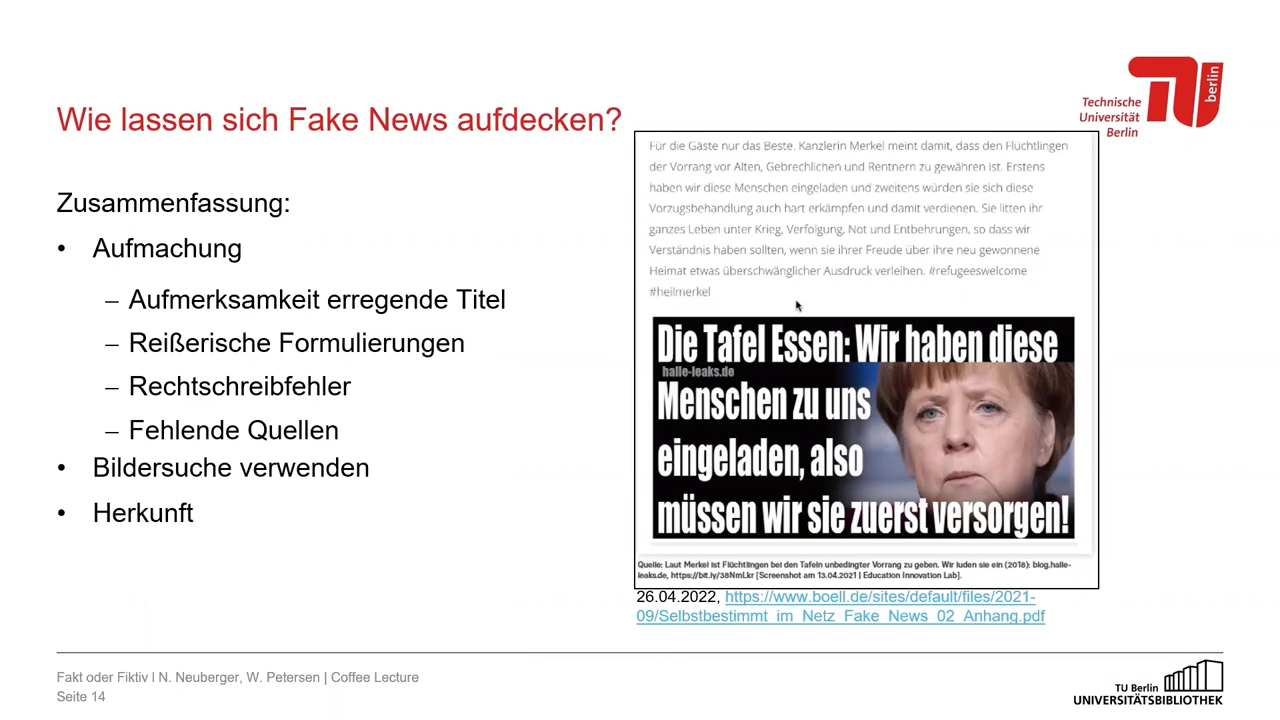 Technische
Universität
Berlin
berlin
Wie lassen sich Fake News aufdecken?
Zusammenfassung:
• Aufmachung
– Aufmerksamkeit erregende Titel
– Reißerische Formulierungen
– Rechtschreibfehler
– Fehlende Quellen
• Bildersuche verwenden
• Herkunft
Für die Gäste nur das Beste. Kanzlerin Merkel meint damit, dass den Flüchtlingen
der Vorrang vor Alten, Gebrechlichen und Rentnern zu gewähren ist. Erstens
haben wir diese Menschen eingeladen und zweitens würden sie sich diese
Vorzugsbehandlung auch hart erkämpfen und damit verdienen. Sie litten ihr
ganzes Leben unter Krieg, Verfolgung, Not und Entbehrungen, so dass wir
Verständnis haben sollten, wenn sie ihrer Freude über ihre neu gewonnene
Heimat etwas überschwänglicher Ausdruck verleihen. #refugeeswelcome
#heilmerkel
Die Tafel Essen: Wir haben diese
halle-leaks.de
Menschen zu uns
eingeladen, also
müssen wir sie zuerst versorgen!
Quelle: Laut Merkel ist Flüchtlingen bei den Tafeln unbedingter Vorrang zu geben. Wir luden sie ein (2018): blog.halle-
leaks.de, https://bit.ly/38NmLkr [Screenshot am 13.04.2021 | Education Innovation Lab].
26.04.2022, https://www.boell.de/sites/default/files/2021-
09/Selbstbestimmt_im_Netz_Fake_News_02_Anhang.pdf
Fakt oder Fiktiv I N. Neuberger, W. Petersen | Coffee Lecture
Seite 14
TU Berlin
UNIVERSITÄTSBIBLIOTHEK